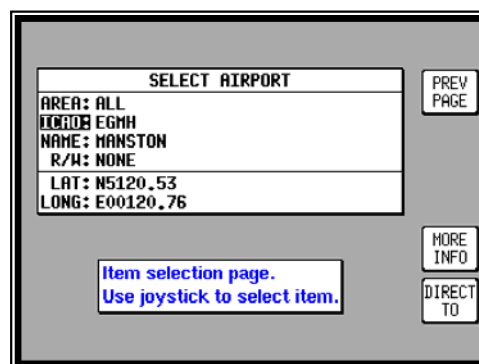 SELECT AIRPORT
AREA: ALL
ICAO: EGMH
NAME: MANSTON
R/W: NONE
LAT: N5120.53
LONG: E00120.76
PREV
PAGE
Item selection page.
Use joystick to select item.
MORE
INFO
DIRECT
TO